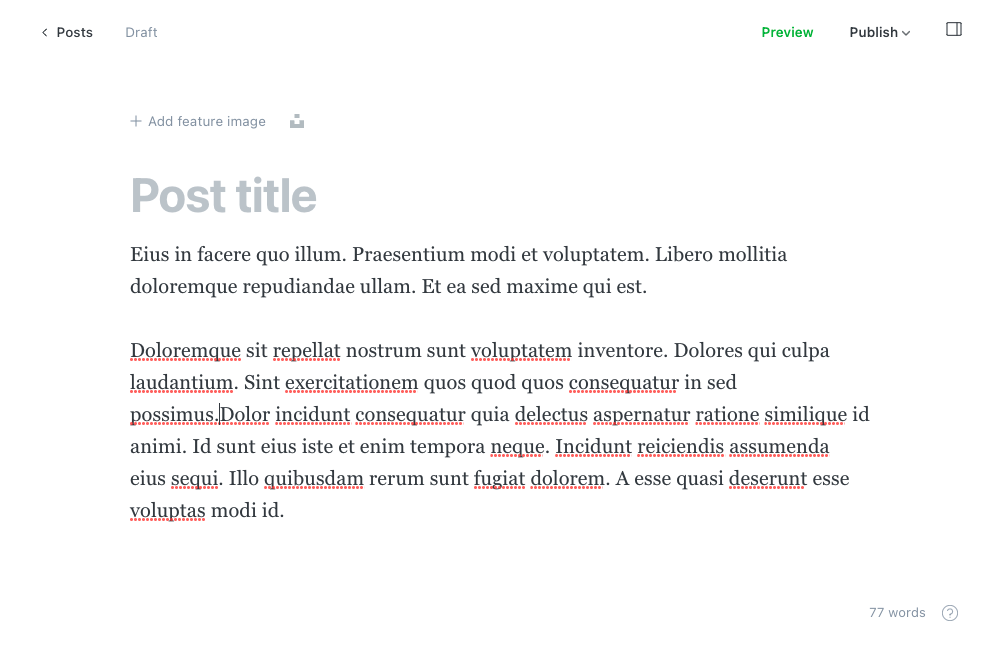 Posts Draft Preview Publish
Add feature image
Post title
Eius in facere quo illum. Praesentium modi et voluptatem. Libero mollitia
doloremque repudiandae ullam. Et ea sed maxime qui est.
Doloremque sit repellat nostrum sunt voluptatem inventore. Dolores qui culpa
laudantium. Sint exercitationem quos quod quos consequatur in sed
possimus.Dolor incidunt consequatur quia delectus aspernatur ratione similique id
animi. Id sunt eius iste et enim tempora neque. Incidunt reiciendis assumenda
eius sequi. Illo quibusdam rerum sunt fugiat dolorem. A esse quasi deserunt esse
voluptas modi id.
77 words ?